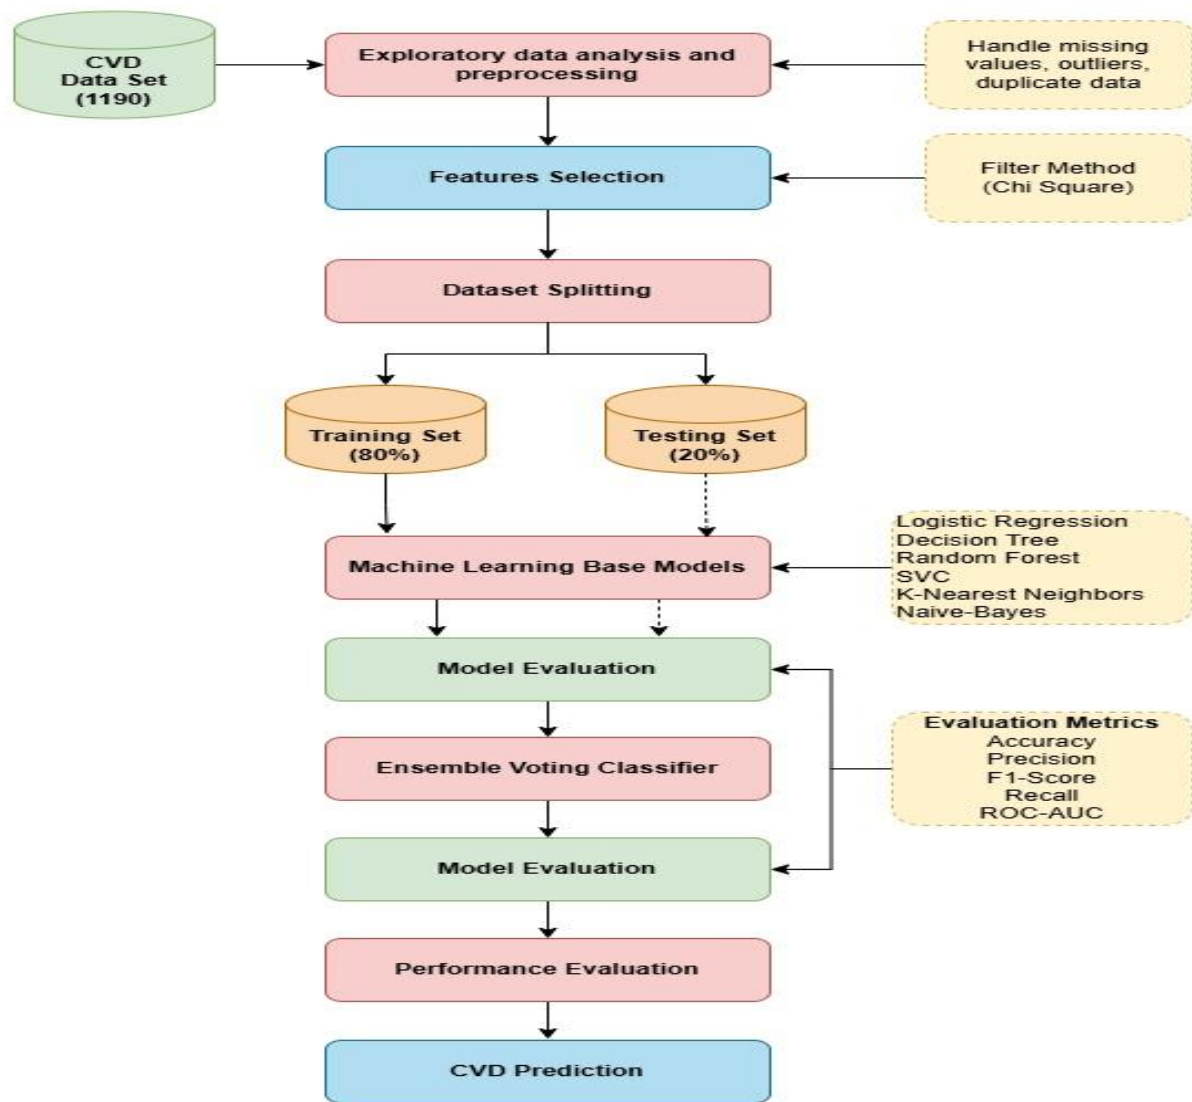 CVD
Data Set
(1190)
Exploratory data analysis and
preprocessing
Handle missing
values, outliers,
duplicate data
Features Selection
Filter Method
(Chi Square)
Dataset Splitting
Training Set
(80%)
Testing Set
(20%)
Machine Learning Base Models
Logistic Regression
Decision Tree
Random Forest
SVC
K-Nearest Neighbors
Naive-Bayes
Model Evaluation
Ensemble Voting Classifier
Evaluation Metrics
Accuracy
Precision
F1-Score
Recall
ROC-AUC
Model Evaluation
Performance Evaluation
CVD Prediction